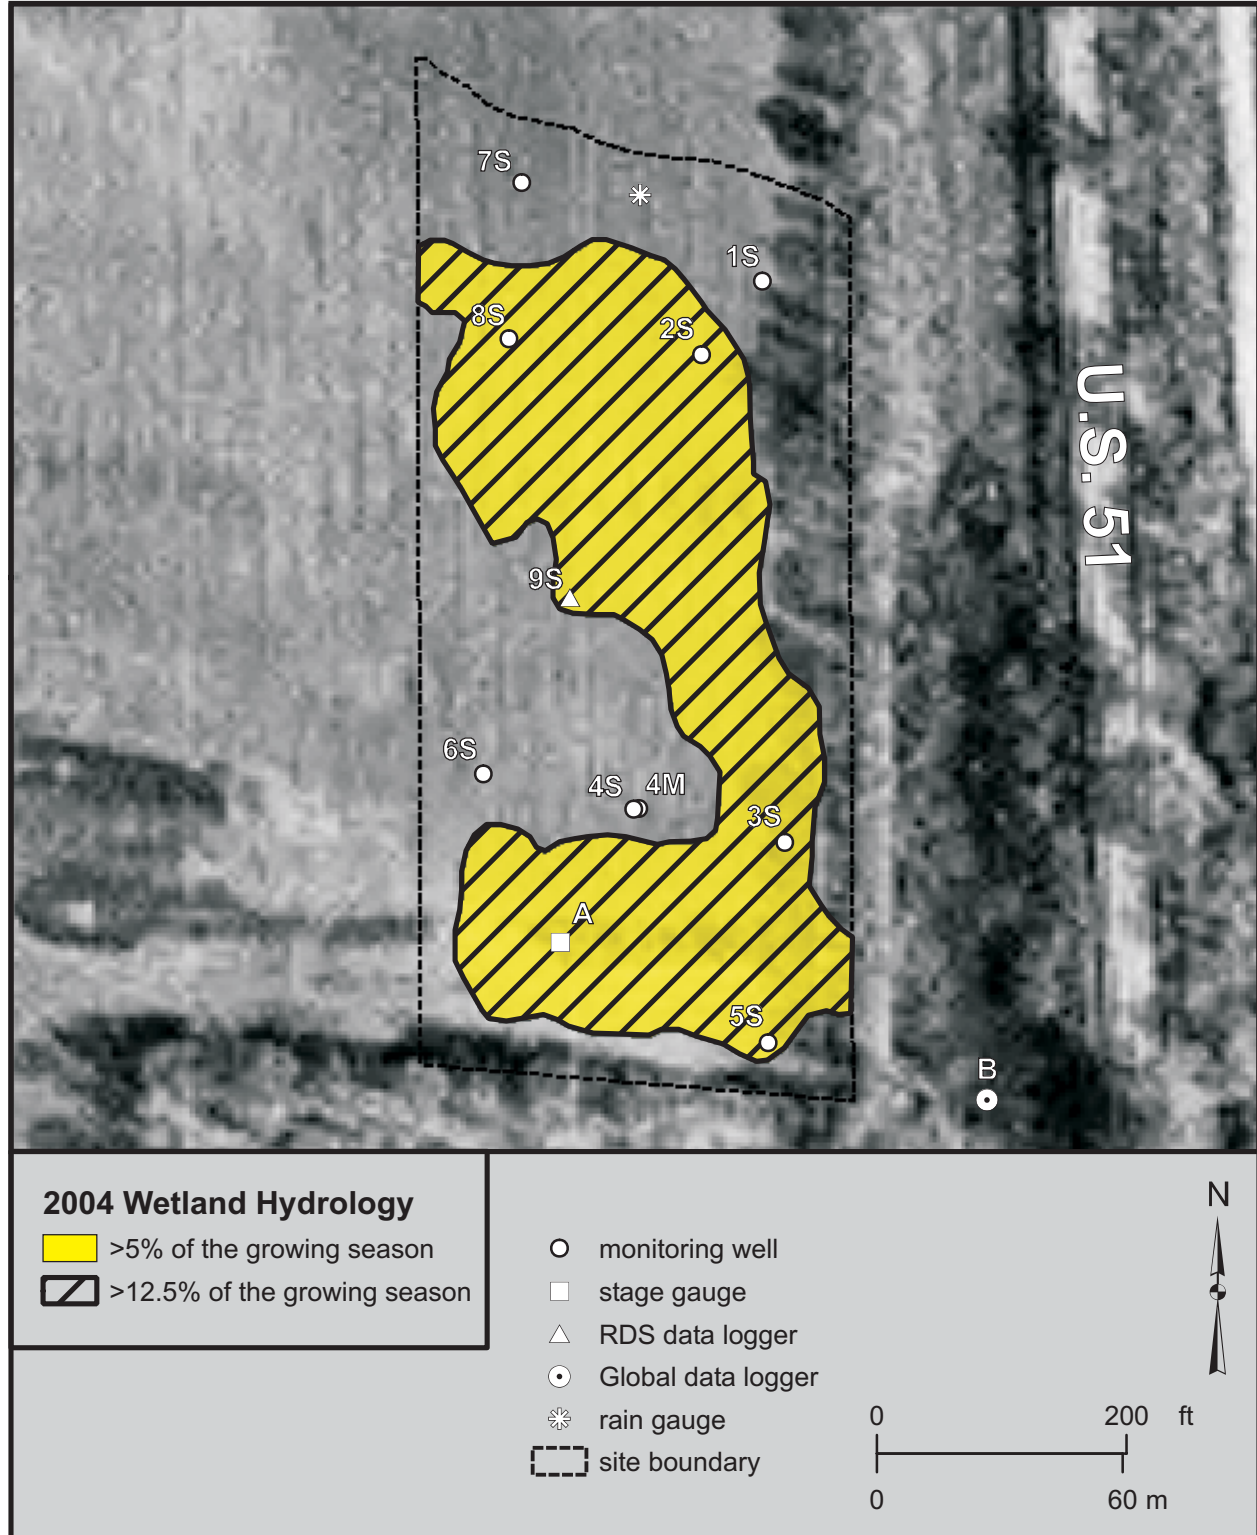 7S
1S
8S
2S
U.S. 51
9S
6S
4S 4M
3S
A
5S
B
2004 Wetland Hydrology
>5% of the growing season
>12.5% of the growing season
monitoring well
stage gauge
RDS data logger
Global data logger
rain gauge
site boundary
N
0 200 ft
0 60 m